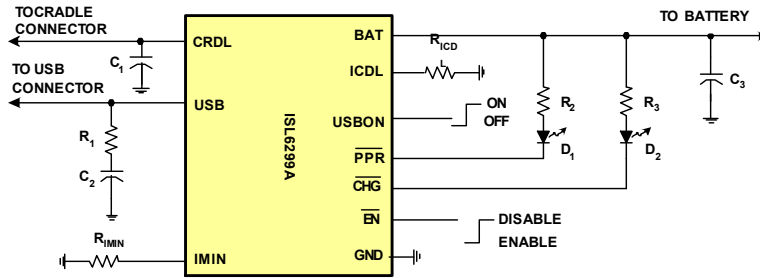 TOCRADLE
CONNECTOR
C1
TO USB
CONNECTOR
R1
C2
RIMIN
CRDL
USB
IMIN
ISL6299A
BAT
ICDL
USBON
PPR
CHG
EN
GND
RICD
L
ON
OFF
DISABLE
ENABLE
R2
D1
R3
D2
TO BATTERY
C3